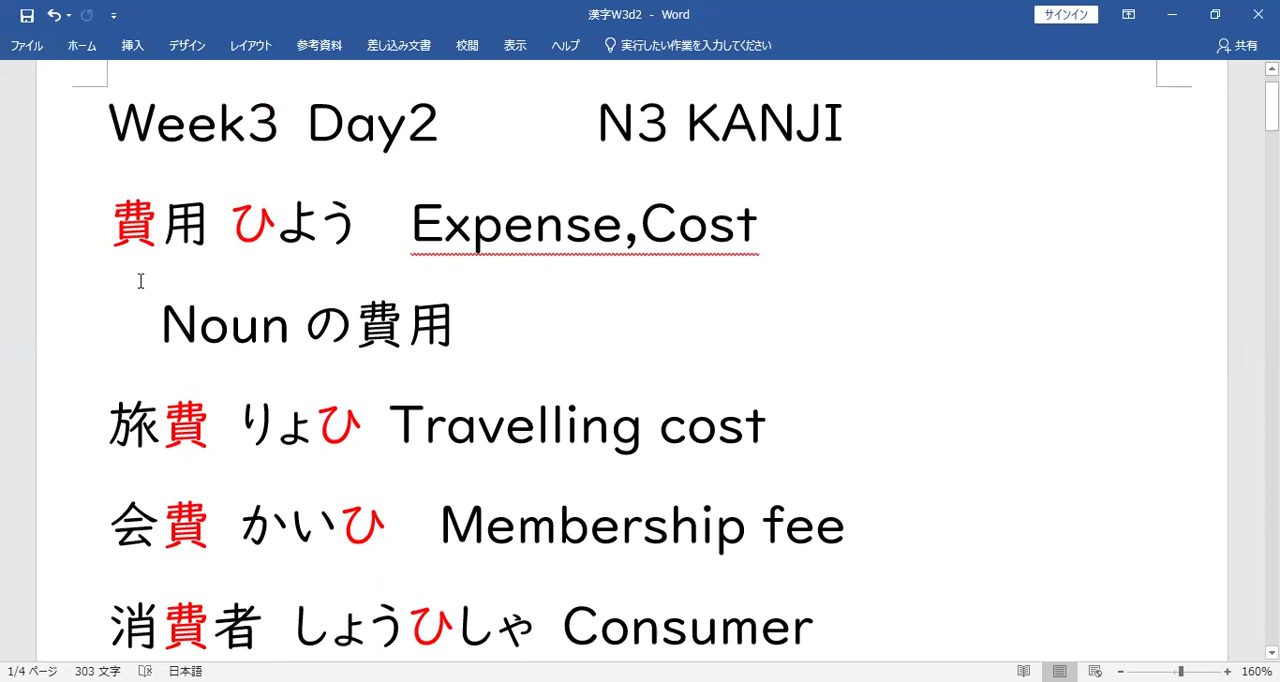 漢字W3d2 - Word
サインイン
ファイル ホーム 挿入 デザイン レイアウト 参考資料 差し込み文書 校閲 表示 ヘルプ 実行したい作業を入力してください 共有
Week3 Day2 N3 KANJI
費用 ひよう Expense,Cost
Noun の費用
旅費 りょひ Travelling cost
会費 かいひ Membership fee
消費者 しょうひしゃ Consumer
1/4 ページ 303 文字 日本語 160%